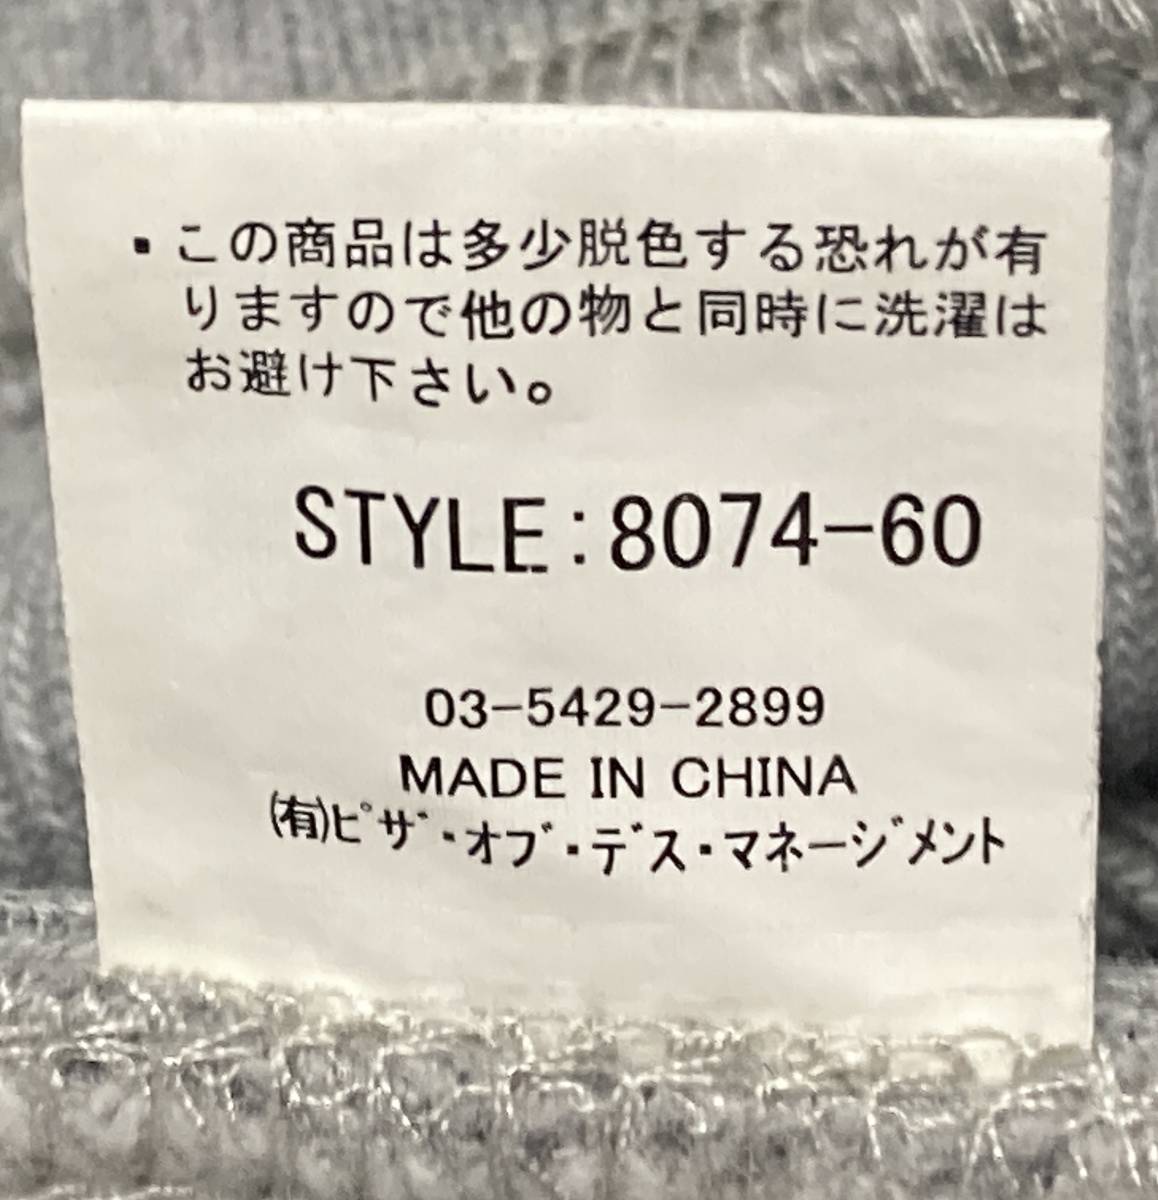 ・この商品は多少脱色する恐れが有
りますので他の物と同時に洗濯は
お避け下さい。
STYLE:8074-60
03-5429-2899
MADE IN CHINA
(有)ピザ・オブ・デス・マネージメント